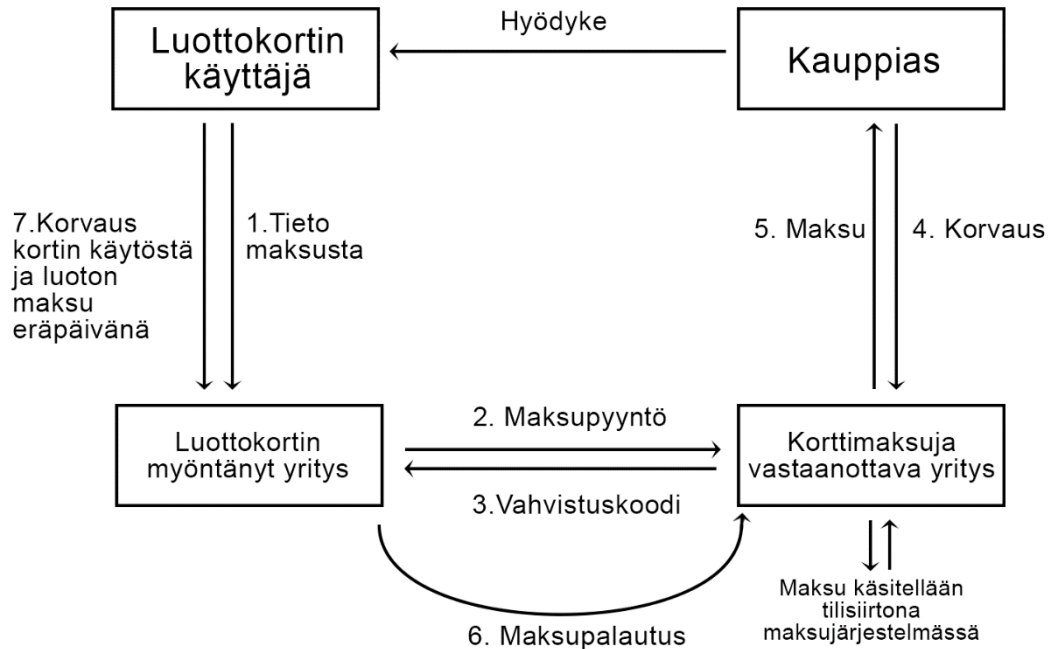 Luottokortin
käyttäjä
Hyödyke
Kauppias
7.Korvaus
kortin käytöstä
ja luoton
maksu
eräpäivänä
1.Tieto
maksusta
5. Maksu
4. Korvaus
Luottokortin
myöntänyt yritys
2. Maksupyyntö
3.Vahvistuskoodi
Korttimaksuja
vastaanottava yritys
6. Maksupalautus
Maksu käsitellään
tilisiirtona
maksujärjestelmässä